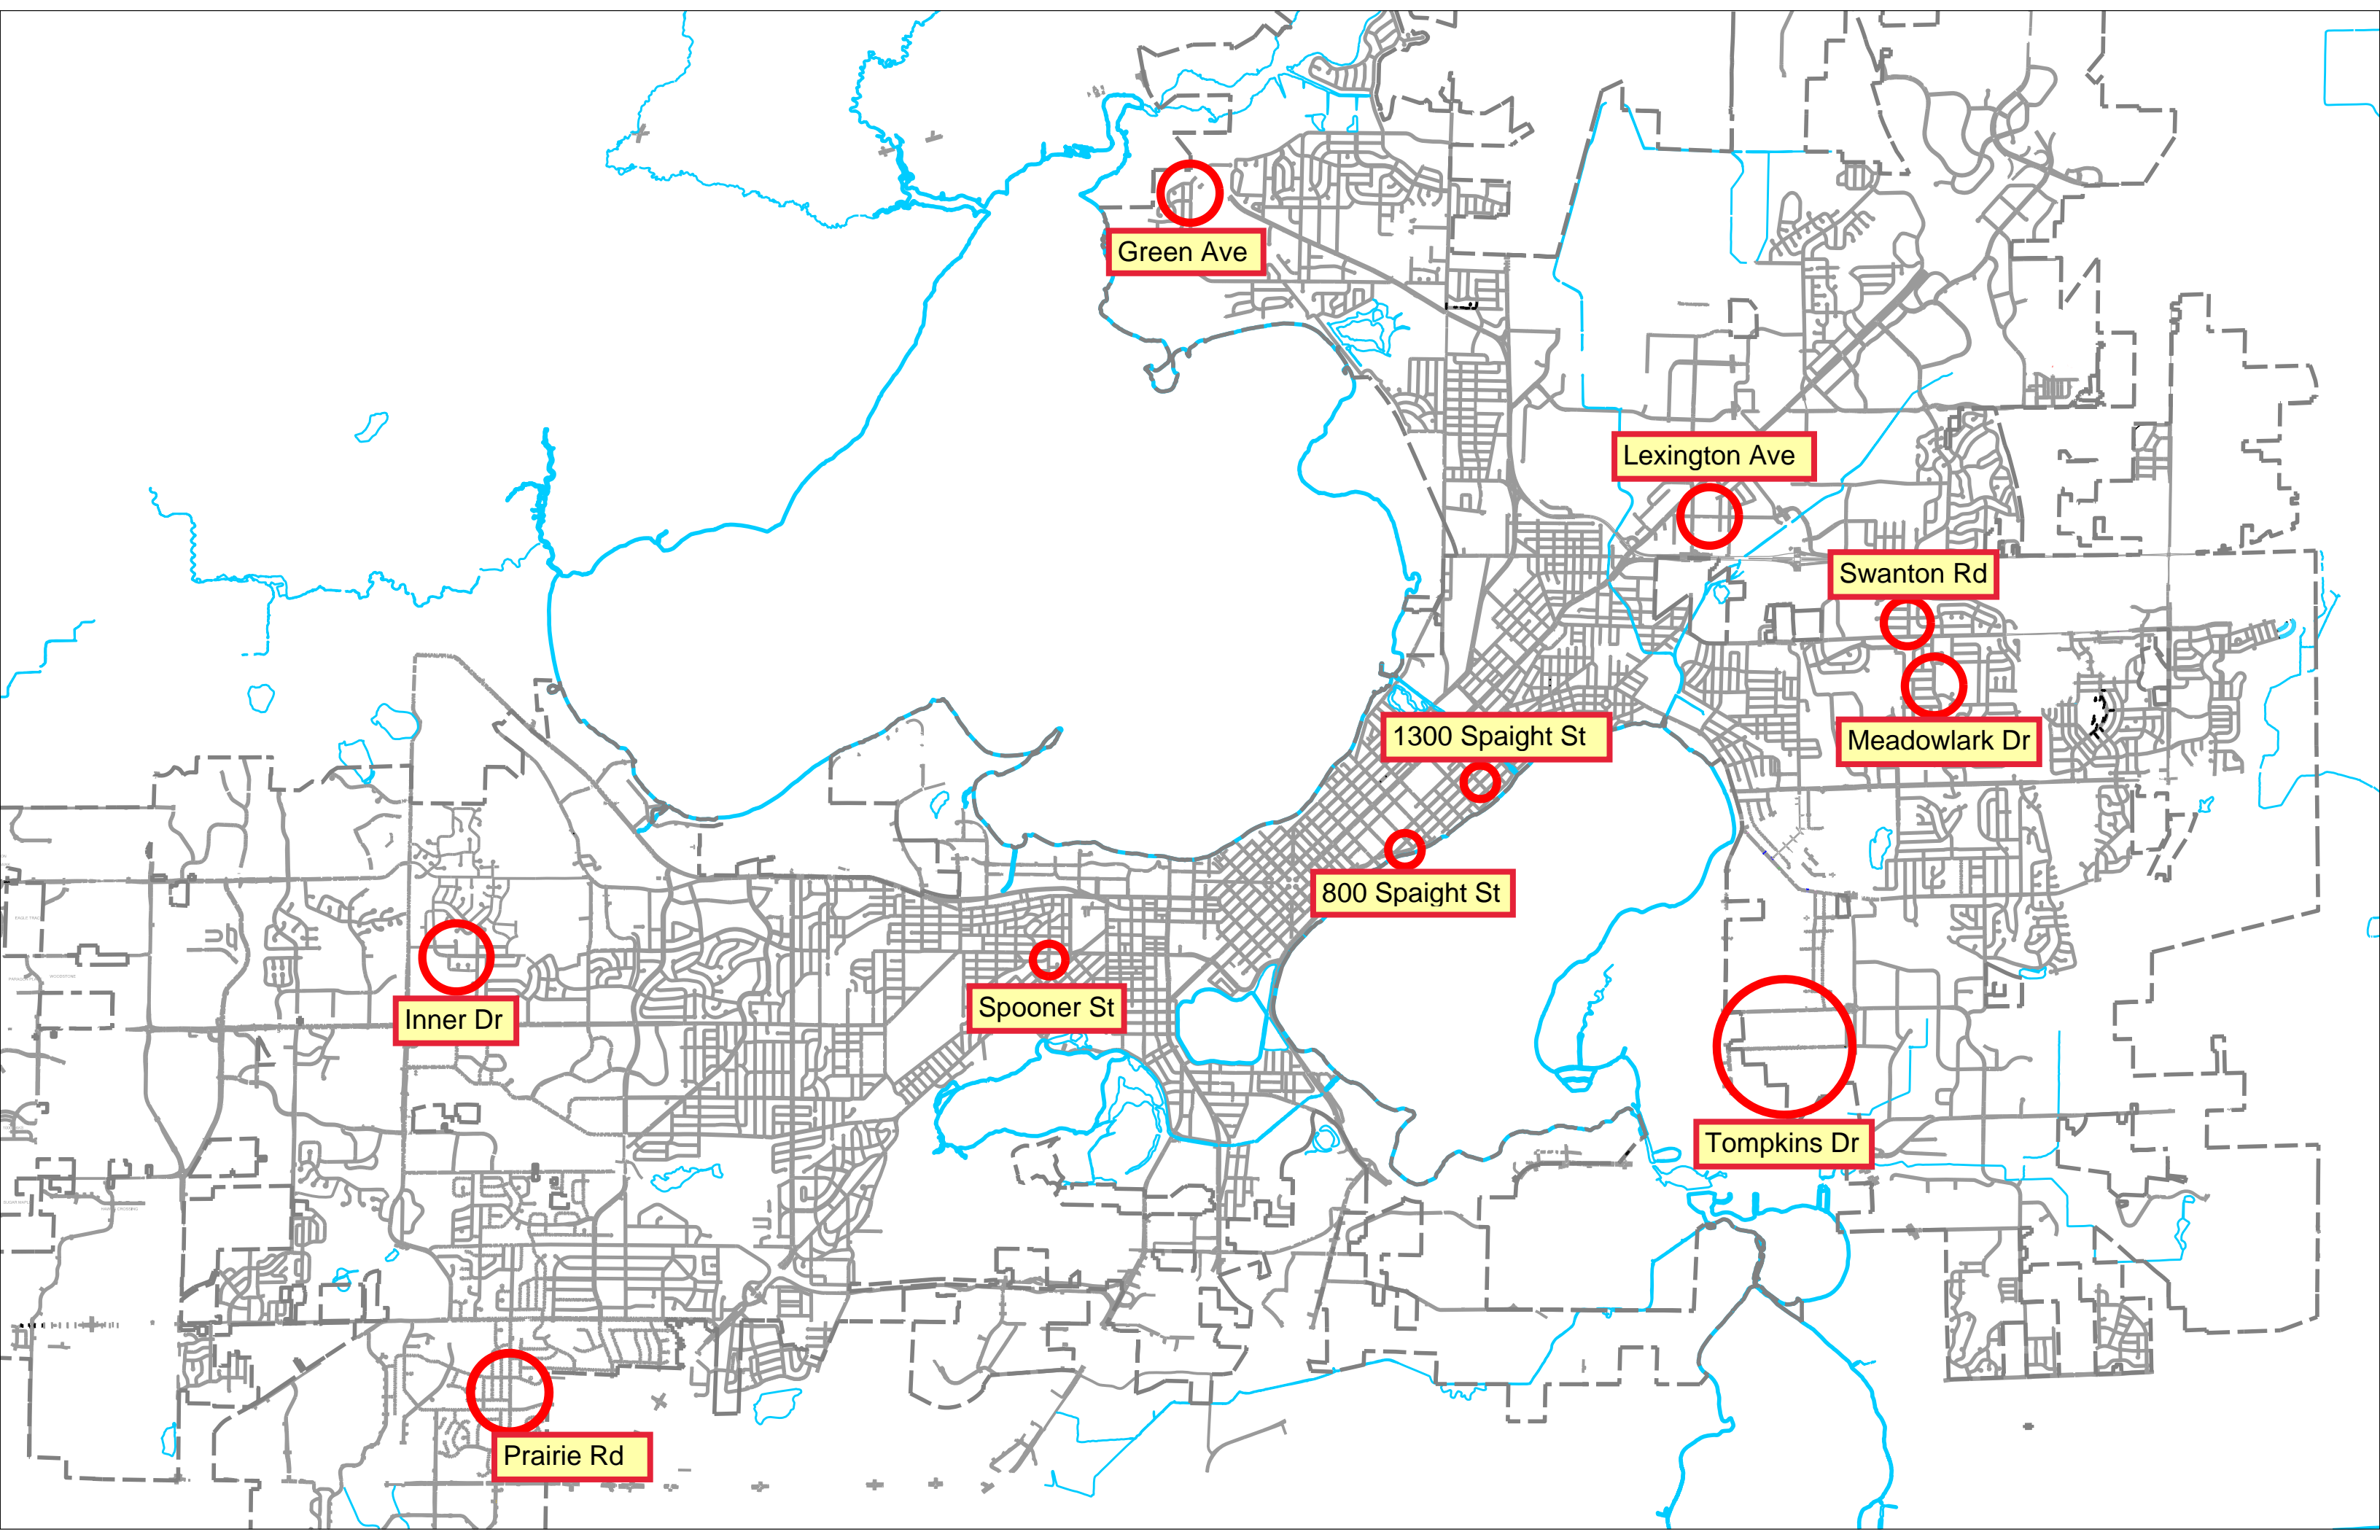 Green Ave
Lexington Ave
Swanton Rd
1300 Spaight St
Meadowlark Dr
800 Spaight St
Spooner St
Inner Dr
Tompkins Dr
Prairie Rd